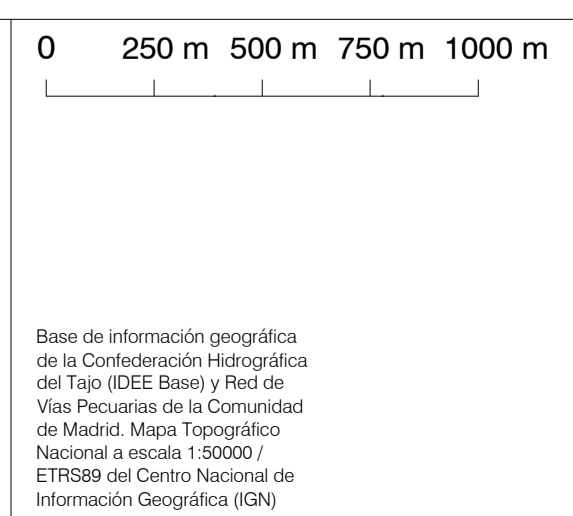 0 250 m 500 m 750 m 1000 m
Base de información geográfica
de la Confederación Hidrográfica
del Tajo (IDEE Base) y Red de
Vías Pecuarias de la Comunidad
de Madrid. Mapa Topográfico
Nacional a escala 1:50000 /
ETRS89 del Centro Nacional de
Información Geográfica (IGN)